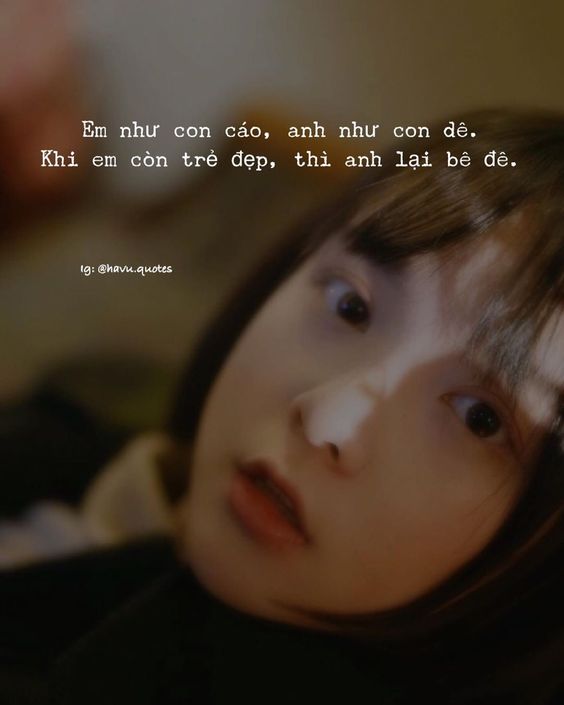 Em như con cáo, anh như con dê.
Khi em còn trẻ đẹp, thì anh lại bê đê.
Ig: @havu.quotes